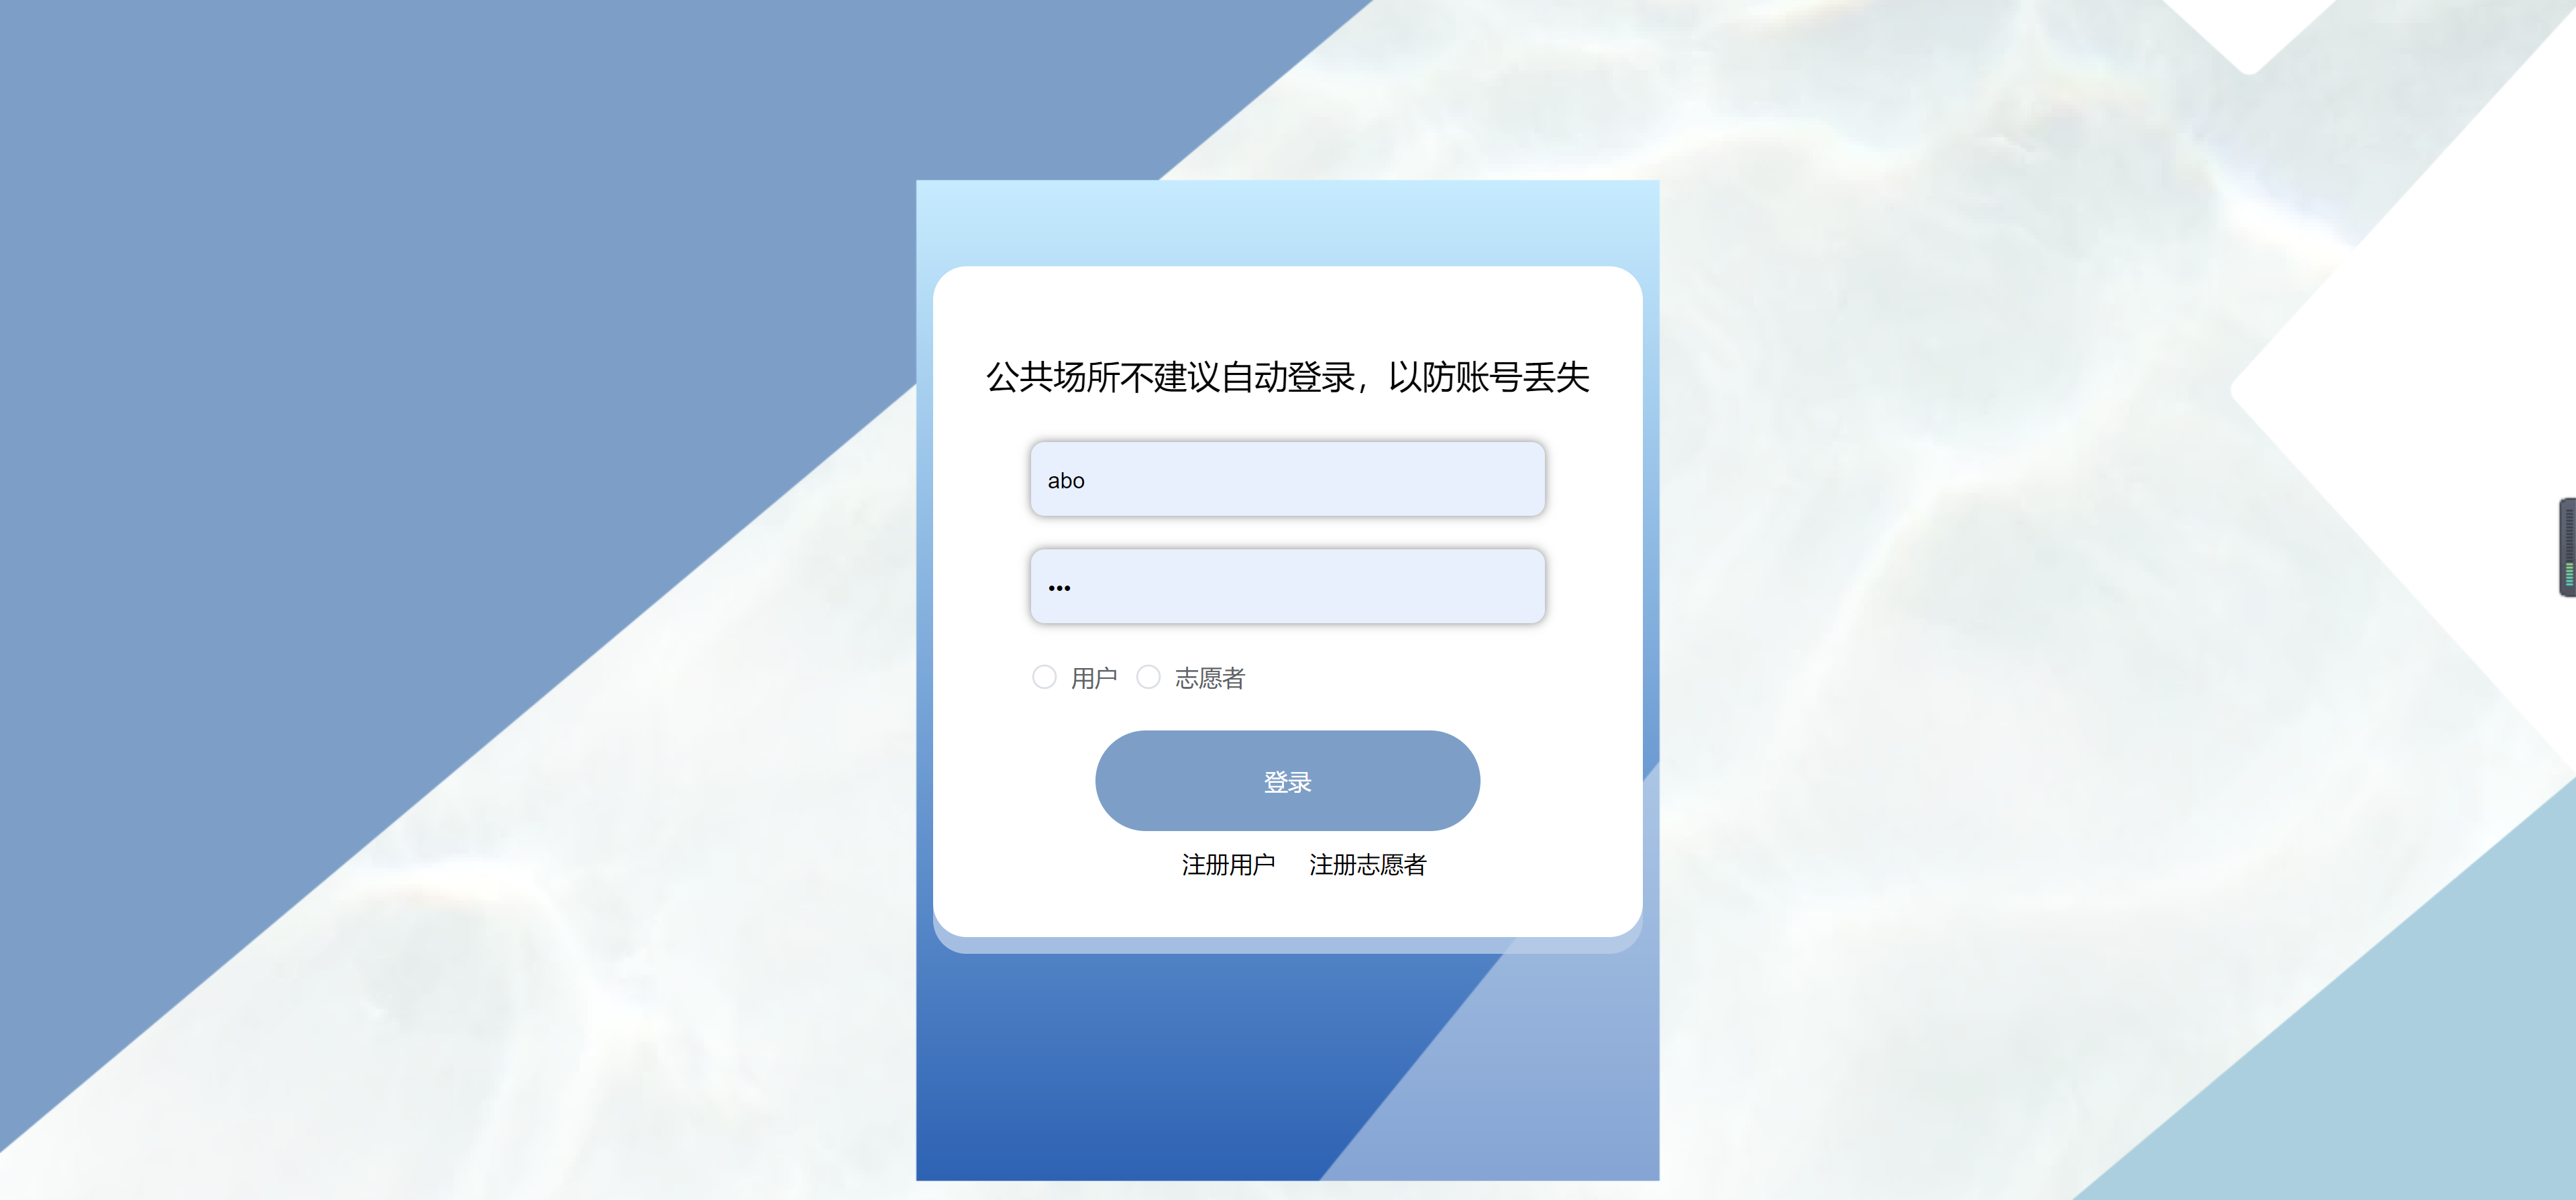 公共场所不建议自动登录，以防账号丢失
abo
•••
用户 志愿者
登录
注册用户 注册志愿者